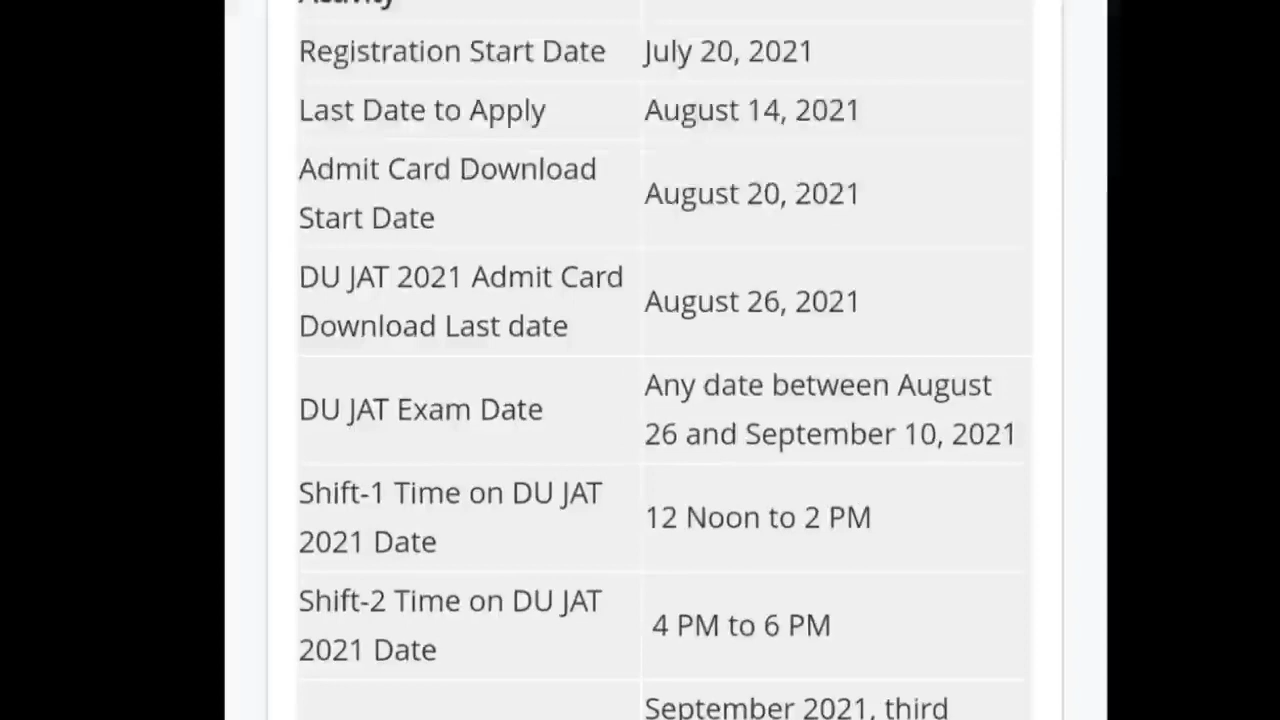 Activity
Registration Start Date July 20, 2021
Last Date to Apply August 14, 2021
Admit Card Download
Start Date
August 20, 2021
DU JAT 2021 Admit Card
Download Last date
August 26, 2021
DU JAT Exam Date
Any date between August
26 and September 10, 2021
Shift-1 Time on DU JAT
2021 Date
12 Noon to 2 PM
Shift-2 Time on DU JAT
2021 Date
4 PM to 6 PM
September 2021, third